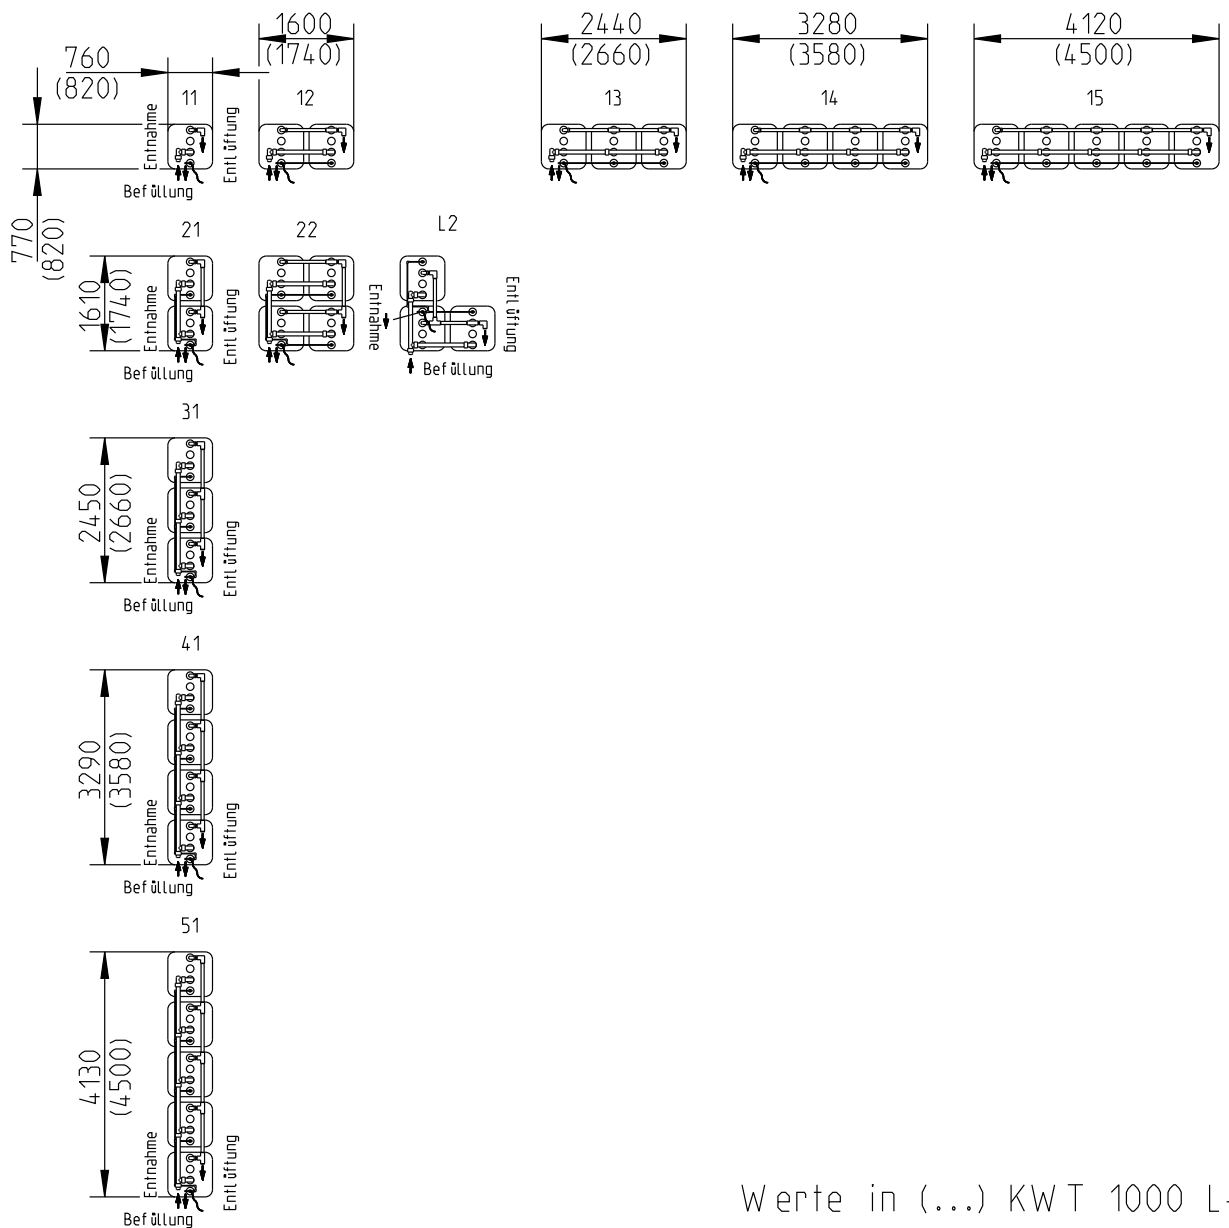 1600
(1740)
2440
(2660)
3280
(3580)
4120
(4500)
760
(820)
11
12
13
14
15
Entnahme
Entlüftung
Befüllung
770
(820)
21
22
L2
1610
(1740)
Entnahme
Entlüftung
Befüllung
Entnahme
Entlüftung
Befüllung
31
2450
(2660)
Entnahme
Entlüftung
Befüllung
41
3290
(3580)
Entnahme
Entlüftung
Befüllung
51
4130
(4500)
Entnahme
Entlüftung
Befüllung
Werte in (...) KWT 1000 L-